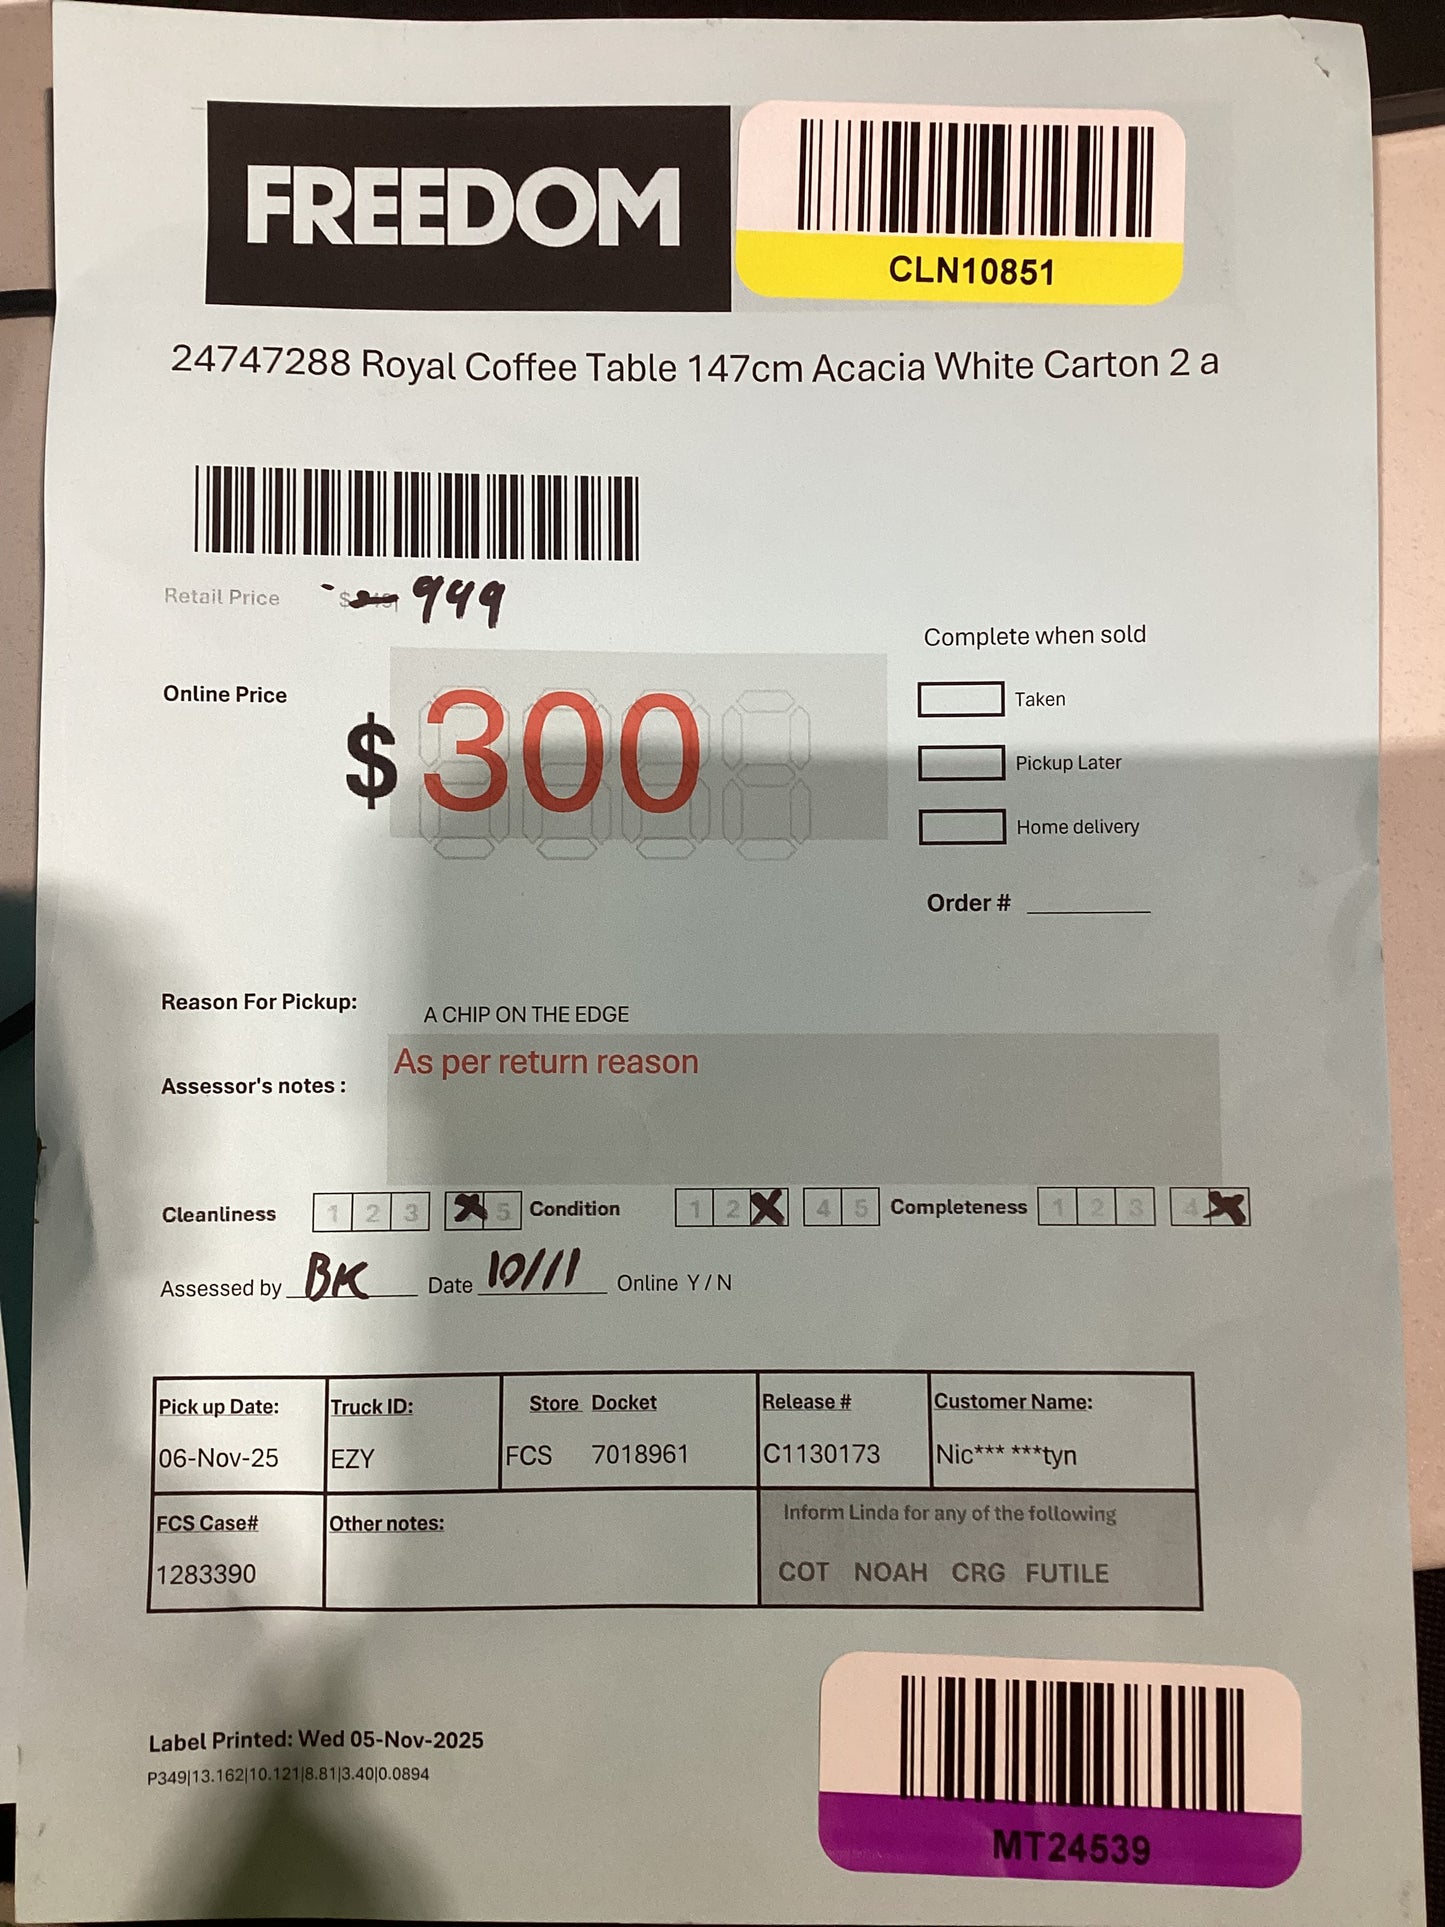 FREEDOM
CLN10851
24747288 Royal Coffee Table 147cm Acacia White Carton 2 a
Retail Price 949
Complete when sold
Online Price
$ 300
Taken
Pickup Later
Home delivery
Order #
Reason For Pickup: A CHIP ON THE EDGE
As per return reason
Assessor's notes :
Cleanliness 1 2 3 5 Condition 1 2 4 5 Completeness 1 2 3 4
Assessed by BK Date 10/11 Online Y / N
Pick up Date: Truck ID: Store Docket Release # Customer Name:
06-Nov-25 EZY FCS 7018961 C1130173 Nic*** ***tyn
FCS Case# Other notes: Inform Linda for any of the following
1283390 COT NOAH CRG FUTILE
Label Printed: Wed 05-Nov-2025
P349|13.162|10.121|8.81|3.40|0.0894
MT24539